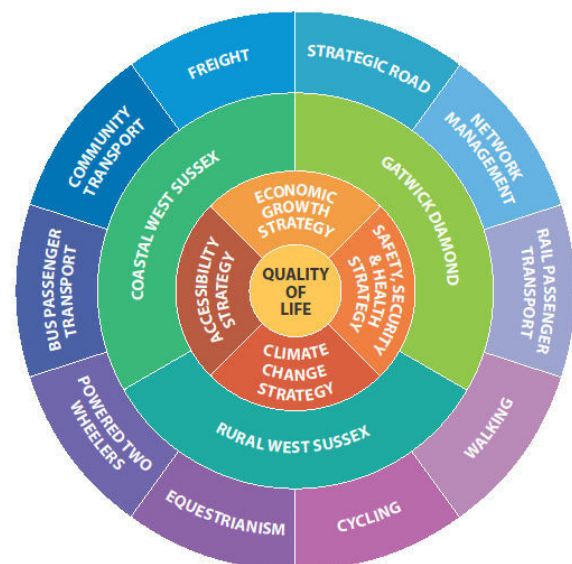 FREIGHT
STRATEGIC ROAD
NETWORK
MANAGEMENT
RAIL PASSENGER
TRANSPORT
WALKING
CYCLING
EQUESTRIANISM
POWERED TWO
WHEELERS
BUS PASSENGER
TRANSPORT
COMMUNITY
TRANSPORT
COASTAL WEST SUSSEX
GATWICK DIAMOND
RURAL WEST SUSSEX
ECONOMIC
GROWTH
STRATEGY
SAFETY, SECURITY
& HEALTH
STRATEGY
CLIMATE
CHANGE
STRATEGY
ACCESSIBILITY
STRATEGY
QUALITY
OF
LIFE